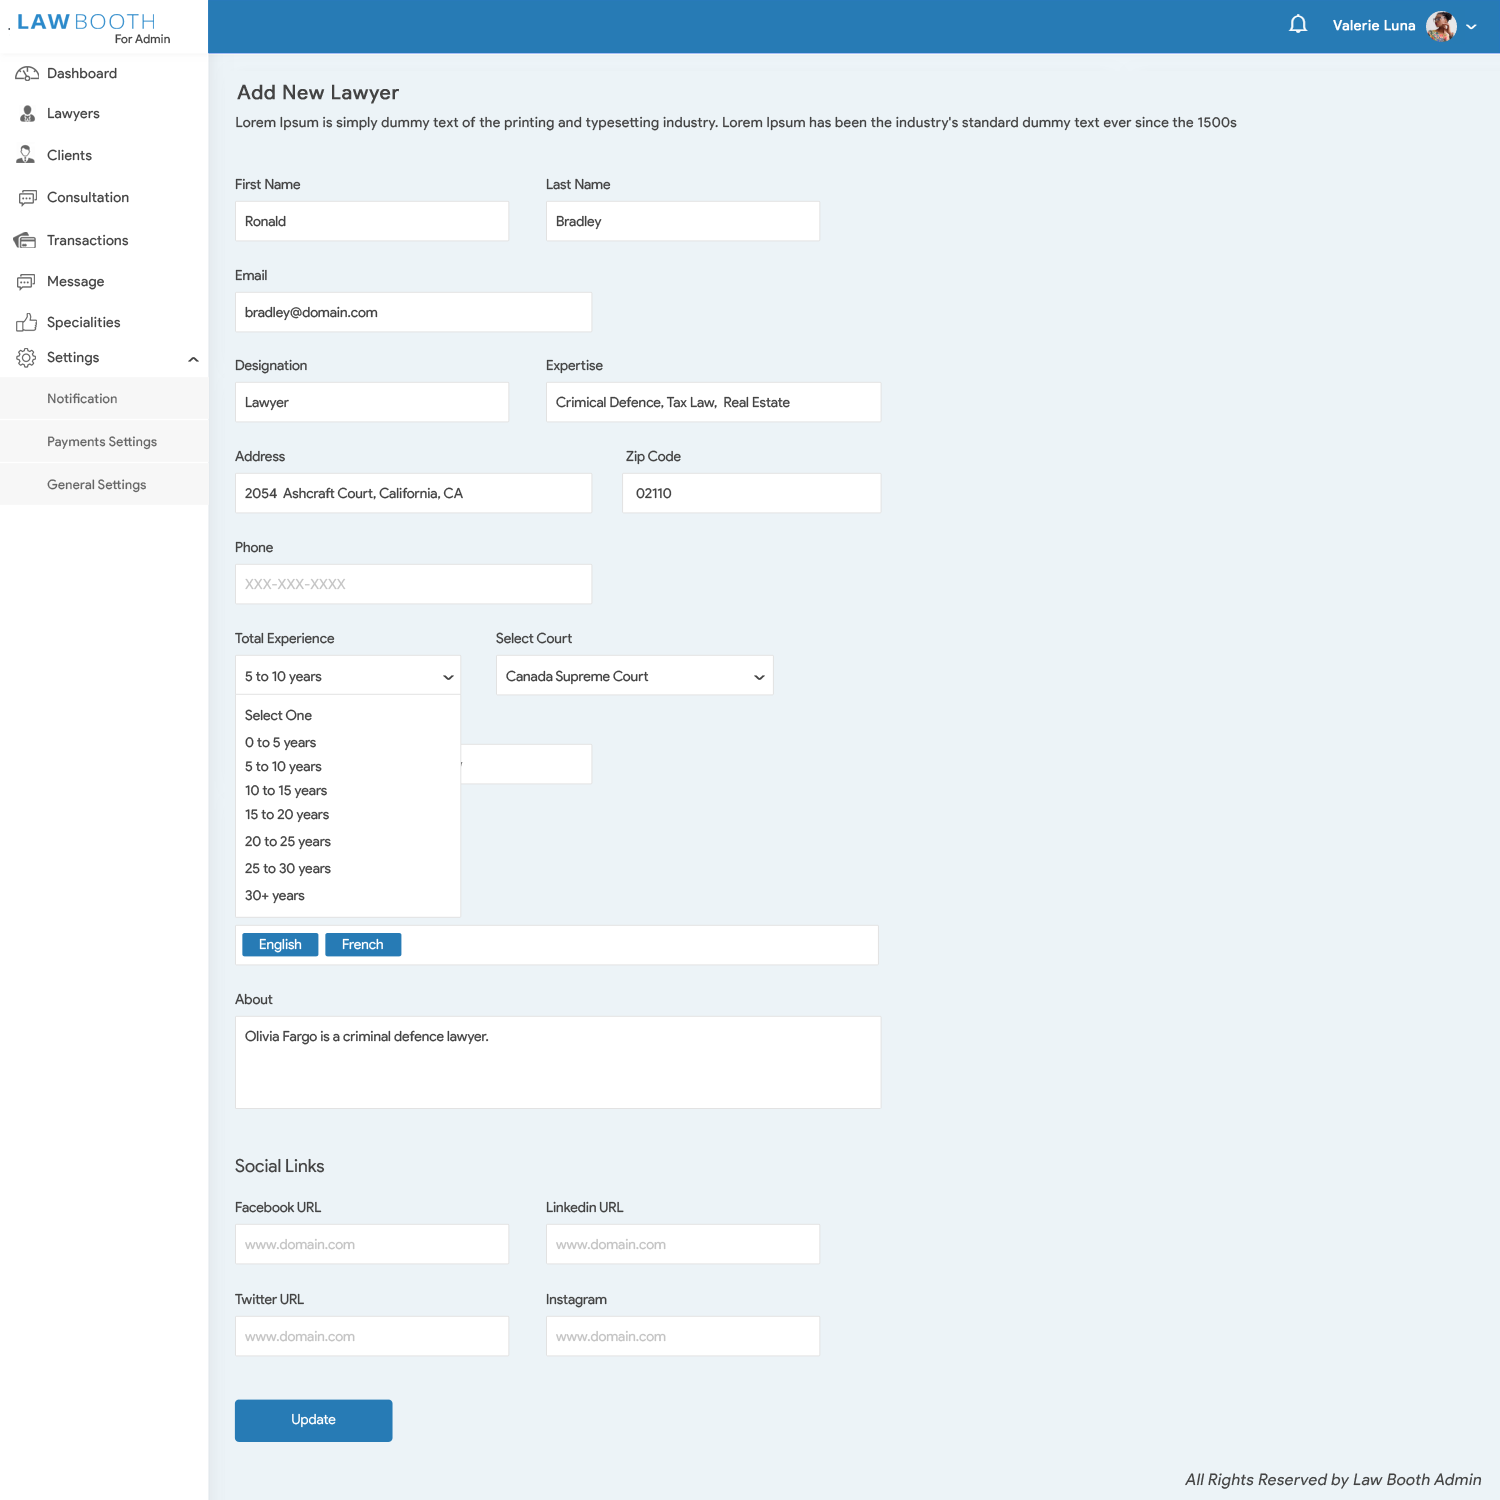 LAW BOOTH
For Admin
Valerie Luna
Dashboard
Lawyers
Clients
Consultation
Transactions
Message
Specialities
Settings
Notification
Payments Settings
General Settings
Add New Lawyer
Lorem Ipsum is simply dummy text of the printing and typesetting industry. Lorem Ipsum has been the industry's standard dummy text ever since the 1500s
First Name Last Name
Ronald Bradley
Email
bradley@domain.com
Designation Expertise
Lawyer Crimical Defence, Tax Law, Real Estate
Address Zip Code
2054 Ashcraft Court, California, CA 02110
Phone
XXX-XXX-XXXX
Total Experience Select Court
5 to 10 years Canada Supreme Court
Select One
0 to 5 years
5 to 10 years
10 to 15 years
15 to 20 years
20 to 25 years
25 to 30 years
30+ years
English French
About
Olivia Fargo is a criminal defence lawyer.
Social Links
Facebook URL Linkedin URL
www.domain.com www.domain.com
Twitter URL Instagram
www.domain.com www.domain.com
Update
All Rights Reserved by Law Booth Admin